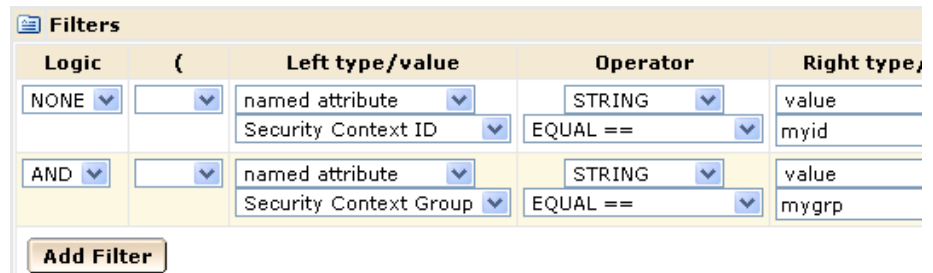 Filters
Logic ( Left type/value Operator Right type/
NONE named attribute STRING value
Security Context ID EQUAL == myid
AND named attribute STRING value
Security Context Group EQUAL == mygrp
Add Filter